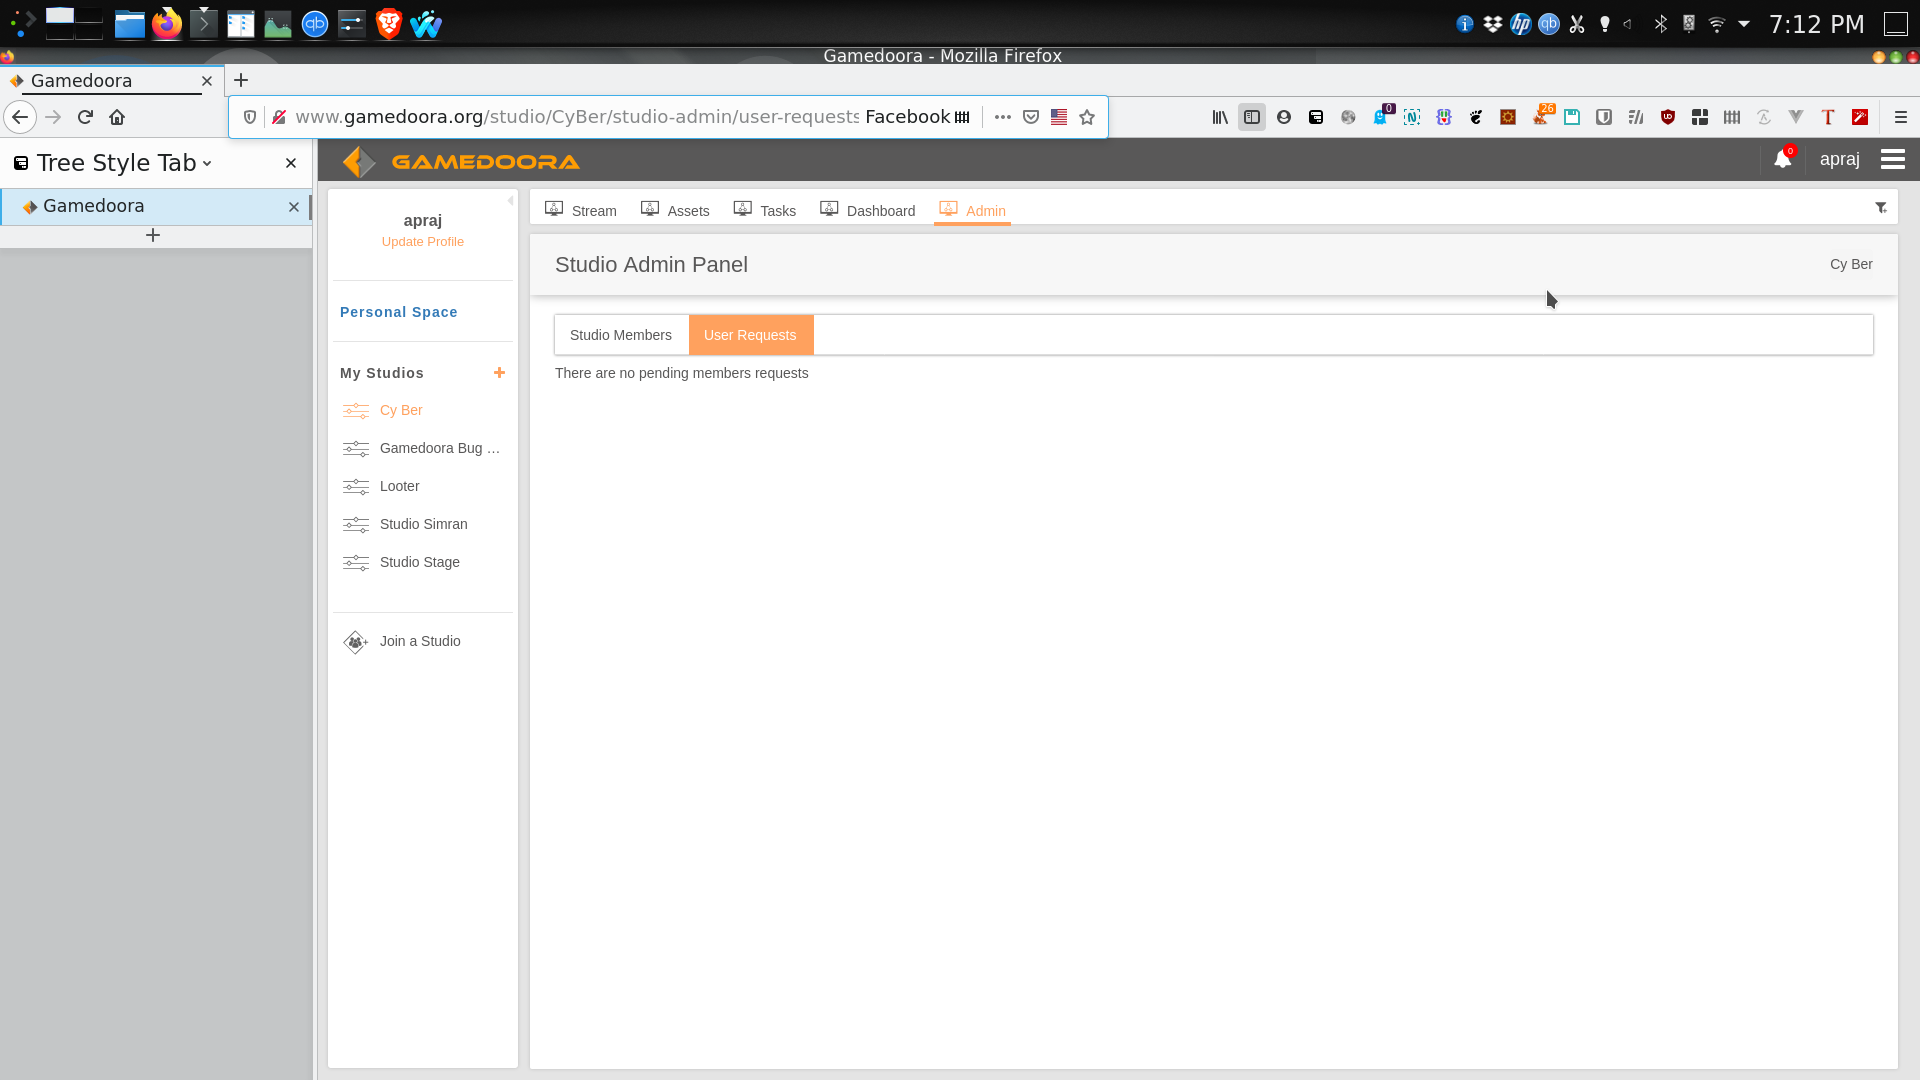 7:12 PM
Gamedoora - Mozilla Firefox
Gamedoora
www.gamedoora.org/studio/CyBer/studio-admin/user-requests Facebook
0
26
Tree Style Tab
Gamedoora
GAMEDOORA
0
apraj
apraj
Update Profile
Personal Space
My Studios
Cy Ber
Gamedoora Bug ...
Looter
Studio Simran
Studio Stage
Join a Studio
Stream Assets Tasks Dashboard Admin
Studio Admin Panel
Cy Ber
Studio Members User Requests
There are no pending members requests